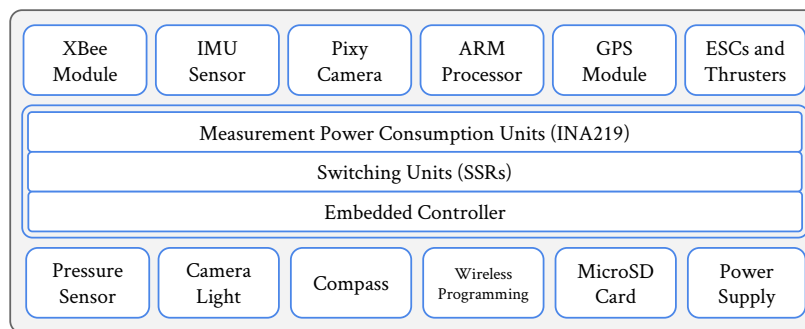 XBee
Module
IMU
Sensor
Pixy
Camera
ARM
Processor
GPS
Module
ESCs and
Thrusters
Measurement Power Consumption Units (INA219)
Switching Units (SSRs)
Embedded Controller
Pressure
Sensor
Camera
Light
Compass
Wireless
Programming
MicroSD
Card
Power
Supply